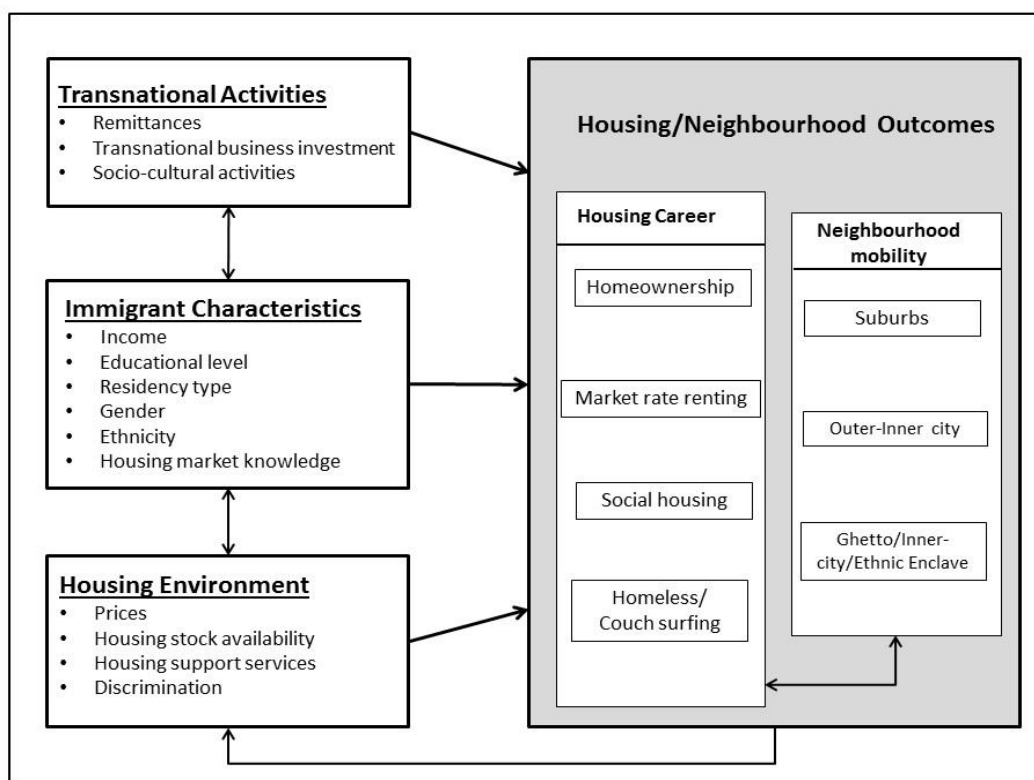 Transnational Activities
• Remittances
• Transnational business investment
• Socio-cultural activities
Immigrant Characteristics
• Income
• Educational level
• Residency type
• Gender
• Ethnicity
• Housing market knowledge
Housing Environment
• Prices
• Housing stock availability
• Housing support services
• Discrimination
Housing/Neighbourhood Outcomes
Housing Career
Homeownership
Market rate renting
Social housing
Homeless/
Couch surfing
Neighbourhood
mobility
Suburbs
Outer-Inner city
Ghetto/Inner-
city/Ethnic Enclave